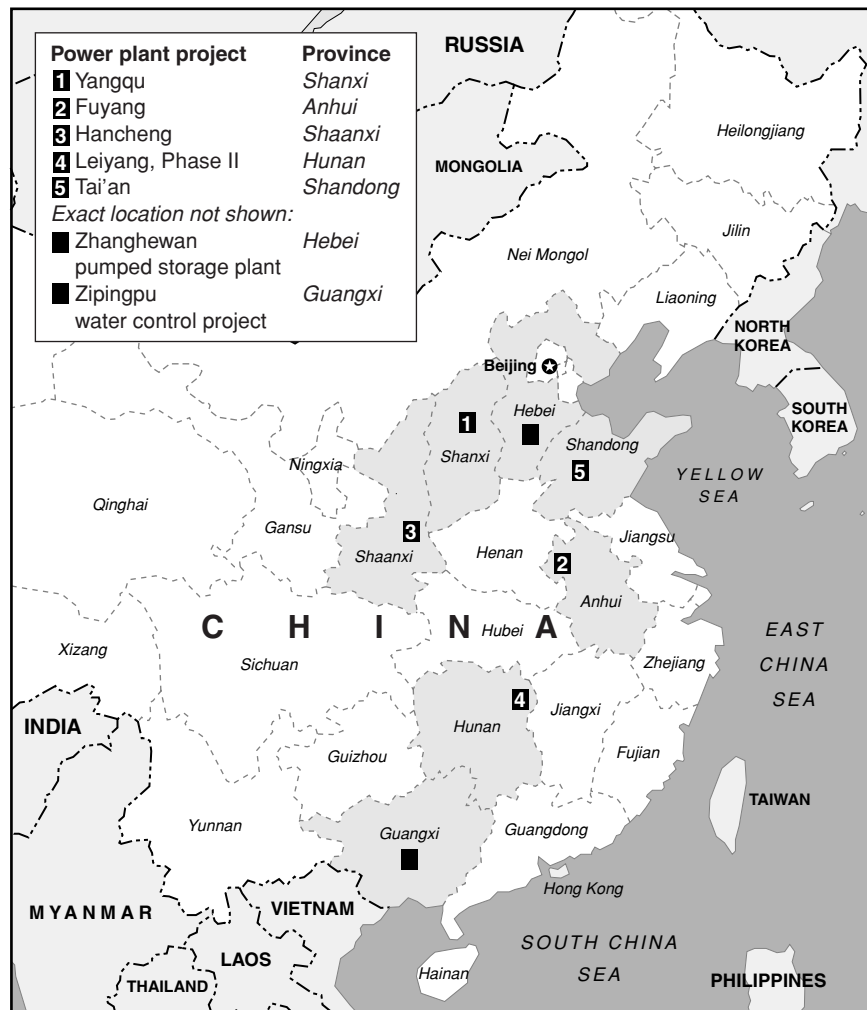 Power plant project Province
1 Yangqu Shanxi
2 Fuyang Anhui
3 Hancheng Shaanxi
4 Leiyang, Phase II Hunan
5 Tai’an Shandong
Exact location not shown:
Zhanghewan Hebei
pumped storage plant
Zipingpu Guangxi
water control project
RUSSIA
Heilongjiang
MONGOLIA
Jilin
Nei Mongol
Liaoning
NORTH
KOREA
Beijing
SOUTH
KOREA
Hebei
1
Shandong
Shanxi
5
Ningxia
YELLOW
SEA
Qinghai
Gansu
3
Jiangsu
Shaanxi
Henan
2
Anhui
CHINA
Hubei
EAST
CHINA
SEA
Xizang
Sichuan
Zhejiang
4
INDIA
Hunan
Jiangxi
Guizhou
Fujian
TAIWAN
Yunnan
Guangxi
Guangdong
Hong Kong
MYANMAR
VIETNAM
LAOS
SOUTH CHINA
SEA
THAILAND
Hainan
PHILIPPINES